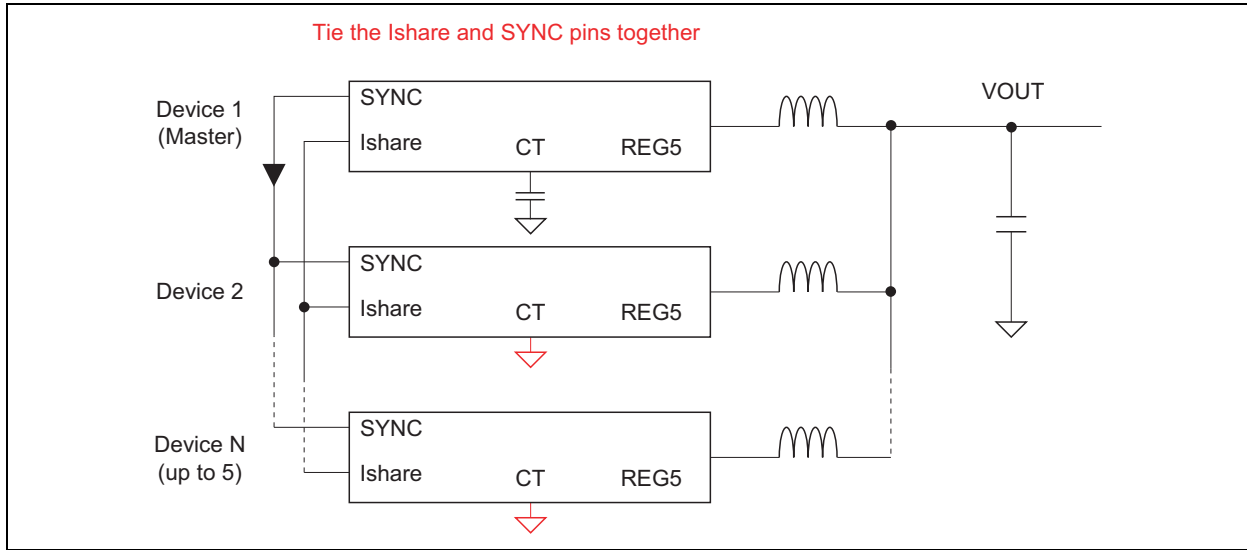 Tie the Ishare and SYNC pins together
Device 1
(Master)
SYNC
Ishare
CT
REG5
VOUT
Device 2
SYNC
Ishare
CT
REG5
Device N
(up to 5)
SYNC
Ishare
CT
REG5